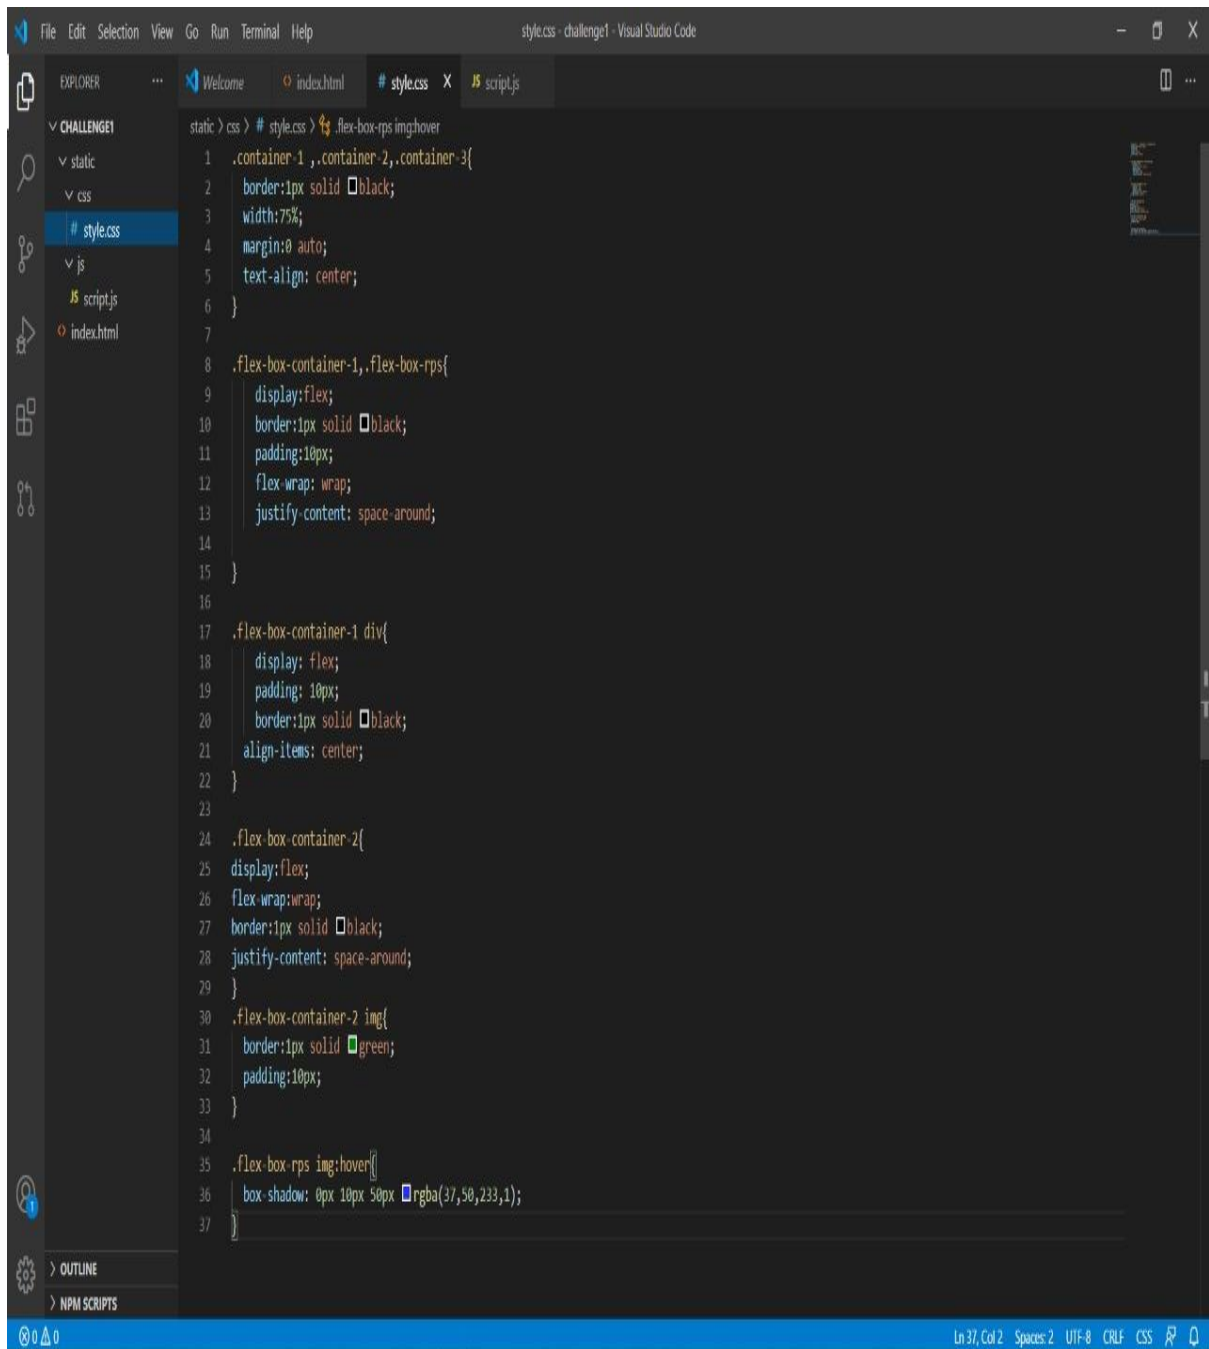 File Edit Selection View Go Run Terminal Help
style.css - challenge1 - Visual Studio Code
EXPLORER
Welcome
index.html
# style.css X
JS script.js
CHALLENGE1
static
css
# style.css
js
JS script.js
index.html
static > css > # style.css > .flex-box-rps img:hover
1 .container-1 ,.container-2,.container-3{
2 border:1px solid black;
3 width:75%;
4 margin:0 auto;
5 text-align: center;
6 }
7
8 .flex-box-container-1,.flex-box-rps{
9 display:flex;
10 border:1px solid black;
11 padding:10px;
12 flex-wrap: wrap;
13 justify-content: space-around;
14
15 }
16
17 .flex-box-container-1 div{
18 display: flex;
19 padding: 10px;
20 border:1px solid black;
21 align-items: center;
22 }
23
24 .flex-box-container-2{
25 display:flex;
26 flex-wrap:wrap;
27 border:1px solid black;
28 justify-content: space-around;
29 }
30 .flex-box-container-2 img{
31 border:1px solid green;
32 padding:10px;
33 }
34
35 .flex-box-rps img:hover{
36 box-shadow: 0px 10px 50px rgba(37,50,233,1);
37 }
1
OUTLINE
NPM SCRIPTS
0 0
Ln 37, Col 2 Spaces: 2 UTF-8 CRLF CSS